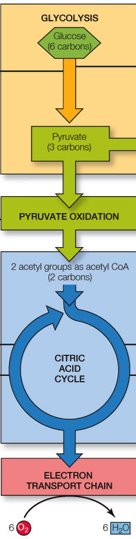 GLYCOLYSIS
Glucose
(6 carbons)
Pyruvate
(3 carbons)
PYRUVATE OXIDATION
2 acetyl groups as acetyl CoA
(2 carbons)
CITRIC
ACID
CYCLE
ELECTRON
TRANSPORT CHAIN
6 O₂ 6 H₂O